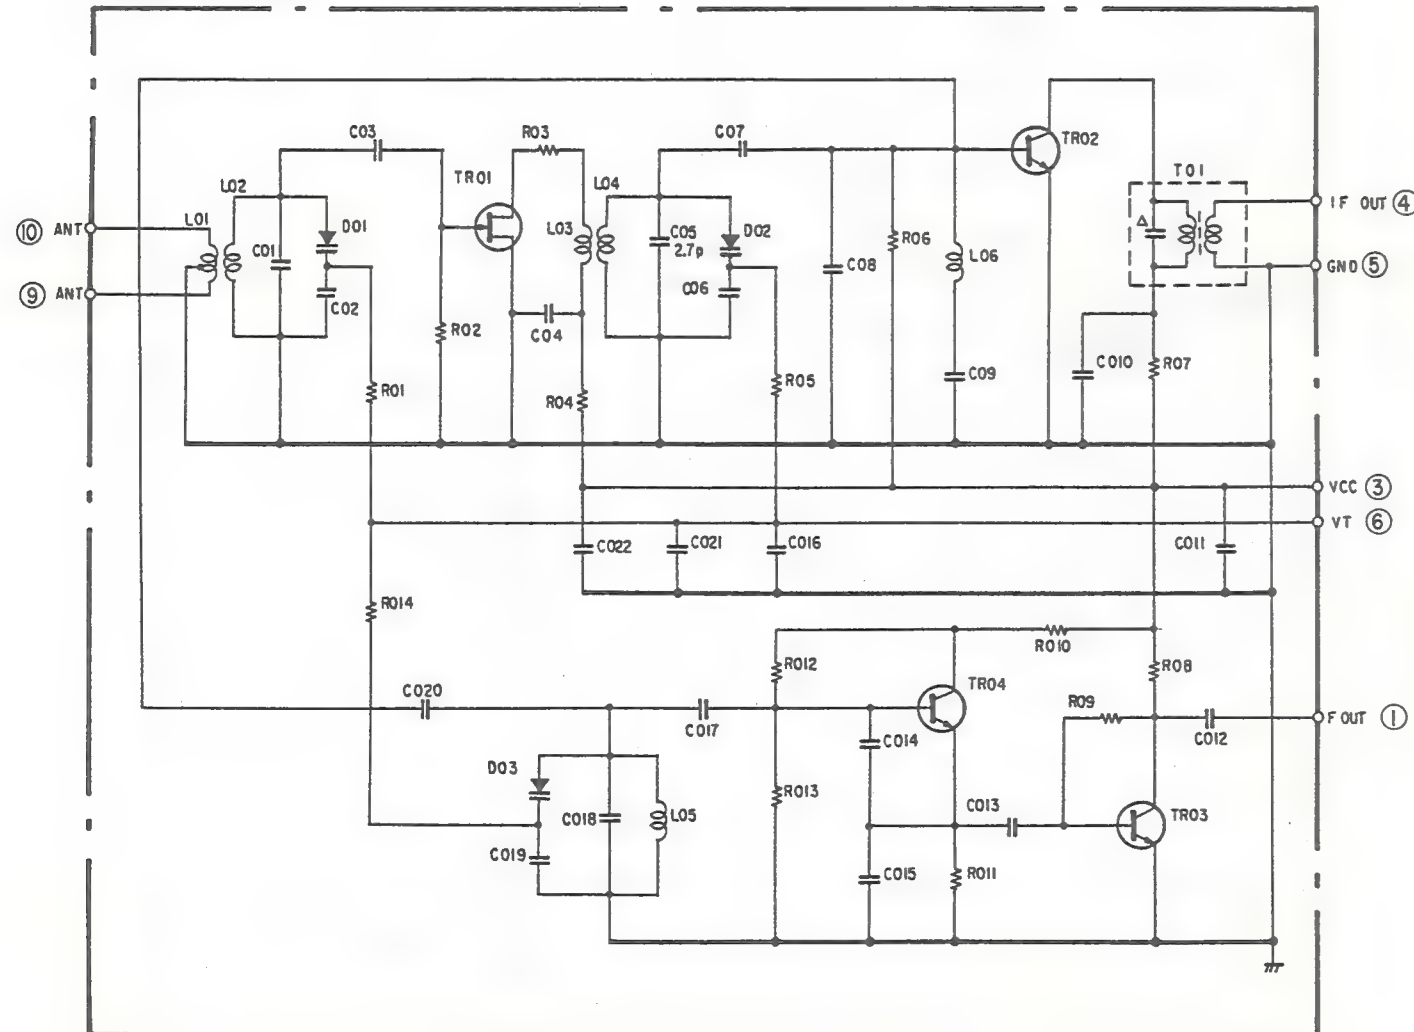 C03
R03
C07
TR02
TR01
T01
L02
L04
IF OUT ④
L01
⑩ ANT
D01
L03
C05
2.7p
D02
R06
Δ
C01
C08
L06
GND ⑤
⑨ ANT
C02
C06
R02
C04
R01
R04
R05
C09
C010
R07
VCC ③
VT ⑥
C022
C021
C016
C011
R014
R010
R012
R08
TR04
C020
R09
F OUT ①
C017
C012
C014
D03
R013
C013
C018
L05
TR03
C019
C015
R011